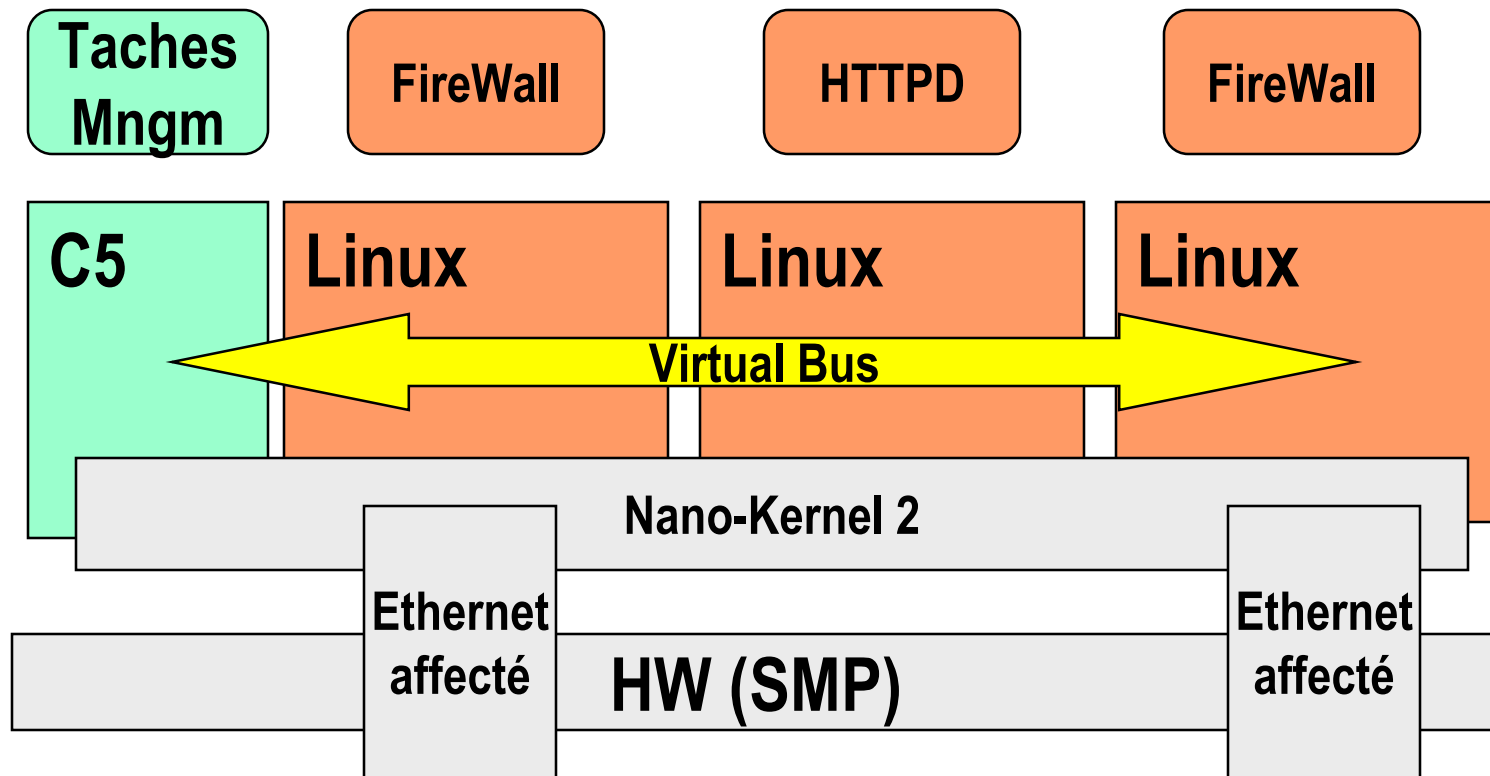 Taches
Mngm
FireWall
HTTPD
FireWall
C5
Linux
Linux
Linux
Virtual Bus
Nano-Kernel 2
Ethernet
affecté
HW (SMP)
Ethernet
affecté